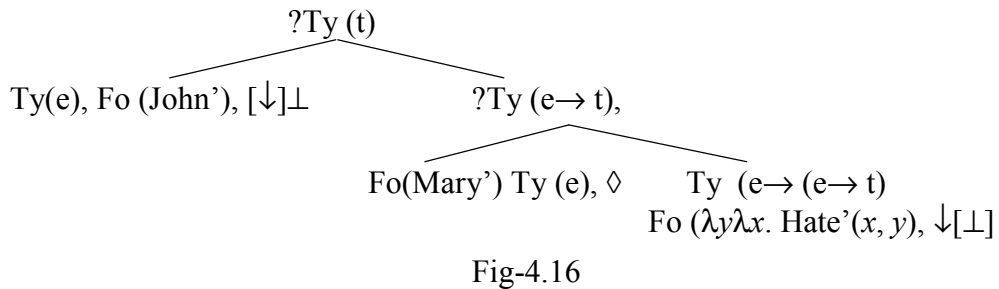 ?Ty (t)
Ty(e), Fo (John’), [↓]⊥ ?Ty (e→ t),
Fo(Mary’) Ty (e), ◊ Ty (e→ (e→ t)
Fo (λyλx. Hate’(x, y), ↓[⊥]
Fig-4.16